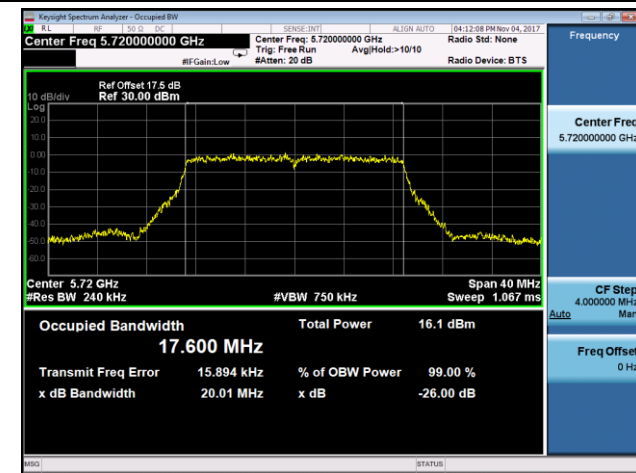 Keysight Spectrum Analyzer - Occupied BW
RL RF 50 Ω DC SENSE:INT ALIGN AUTO 04:12:08 PM Nov 04, 2017
Center Freq 5.720000000 GHz Center Freq: 5.720000000 GHz Radio Std: None
Trig: Free Run Avg|Hold:>10/10
#IFGain:Low #Atten: 20 dB Radio Device: BTS
Frequency
Ref Offset 17.5 dB
10 dB/div Ref 30.00 dBm
Log
20.0
10.0
0.00
-10.0
-20.0
-30.0
-40.0
-50.0
-60.0
Center 5.72 GHz Span 40 MHz
#Res BW 240 kHz #VBW 750 kHz Sweep 1.067 ms
Occupied Bandwidth Total Power 16.1 dBm
17.600 MHz
Transmit Freq Error 15.894 kHz % of OBW Power 99.00 %
x dB Bandwidth 20.01 MHz x dB -26.00 dB
Center Freq
5.720000000 GHz
CF Step
4.000000 MHz
Auto Man
Freq Offset
0 Hz
MSG STATUS